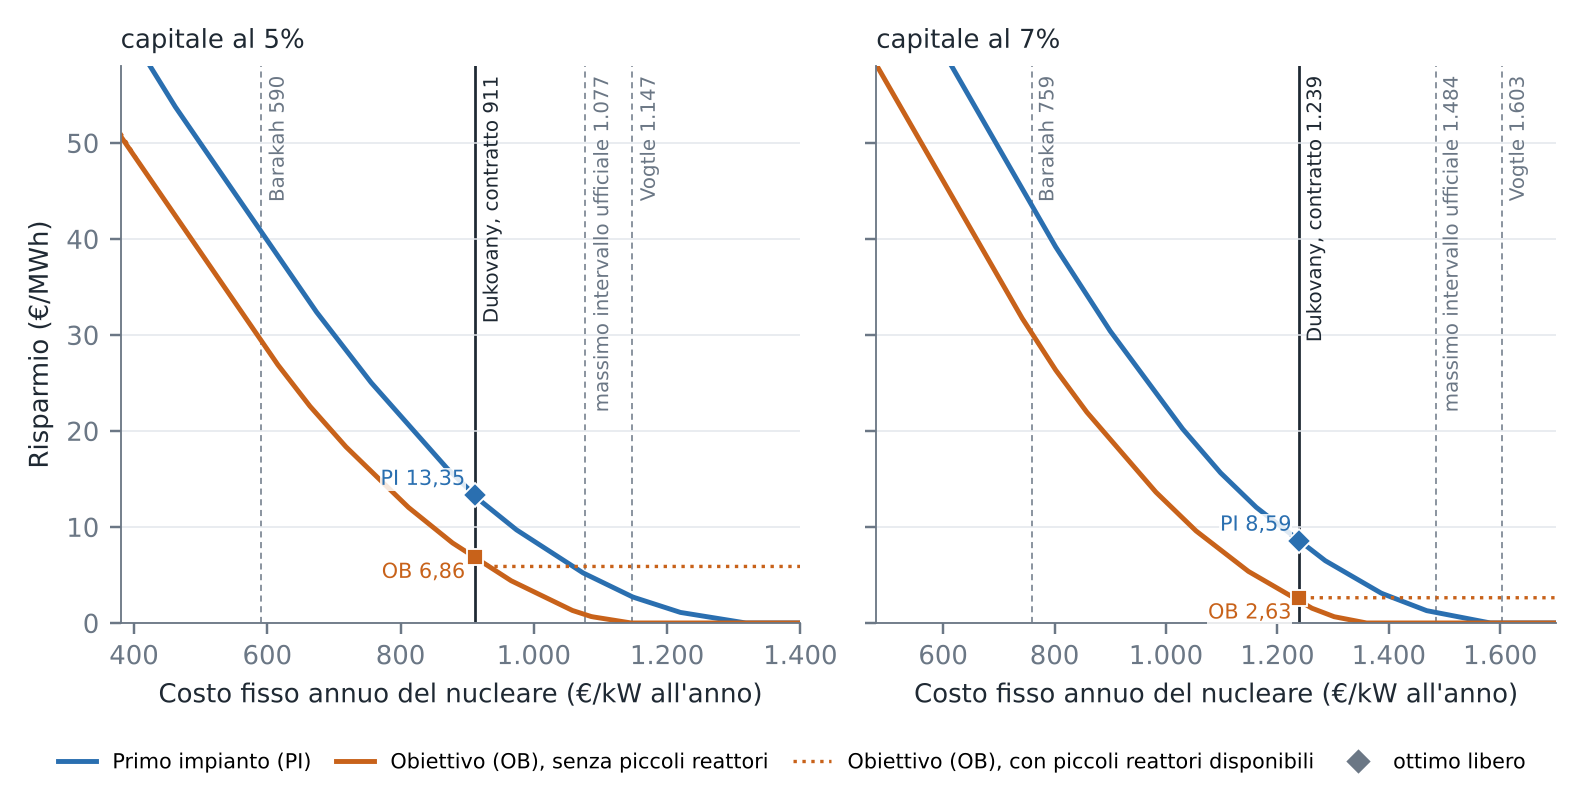 capitale al 5%
capitale al 7%
Risparmio (€/MWh)
50
40
30
20
10
0
Barakah 590
Dukovany, contratto 911
massimo intervallo ufficiale 1.077
Vogtle 1.147
PI 13,35
OB 6,86
400
600
800
1.000
1.200
1.400
Costo fisso annuo del nucleare (€/kW all'anno)
Barakah 759
Dukovany, contratto 1.239
massimo intervallo ufficiale 1.484
Vogtle 1.603
PI 8,59
OB 2,63
600
800
1.000
1.200
1.400
1.600
Costo fisso annuo del nucleare (€/kW all'anno)
Primo impianto (PI)
Obiettivo (OB), senza piccoli reattori
Obiettivo (OB), con piccoli reattori disponibili
ottimo libero